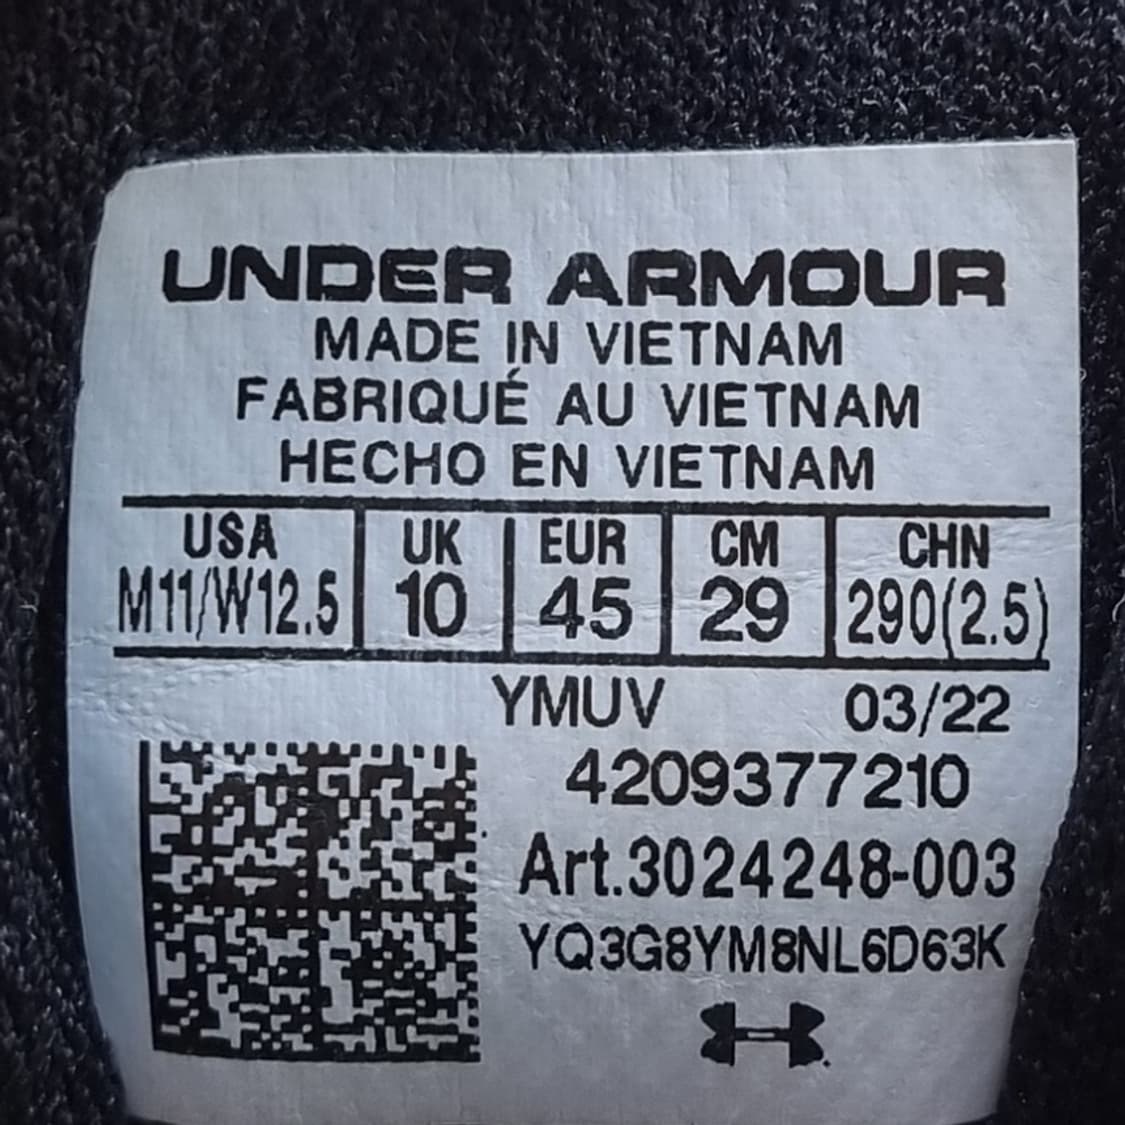 UNDER ARMOUR
MADE IN VIETNAM
FABRIQUÉ AU VIETNAM
HECHO EN VIETNAM
USA UK EUR CM CHN
M11/W12.5 10 45 29 290(2.5)
YMUV 03/22
4209377210
Art.3024248-003
YQ3G8YM8NL6D63K